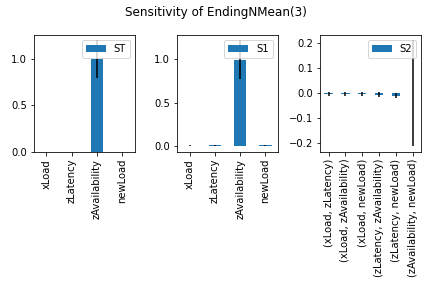 Sensitivity of EndingNMean(3)
ST
1.0
0.5
0.0
xLoad
zLatency
zAvailability
newLoad
S1
1.0
0.5
0.0
xLoad
zLatency
zAvailability
newLoad
S2
0.2
0.1
0.0
−0.1
−0.2
(xLoad, zLatency)
(xLoad, zAvailability)
(xLoad, newLoad)
(zLatency, zAvailability)
(zLatency, newLoad)
(zAvailability, newLoad)